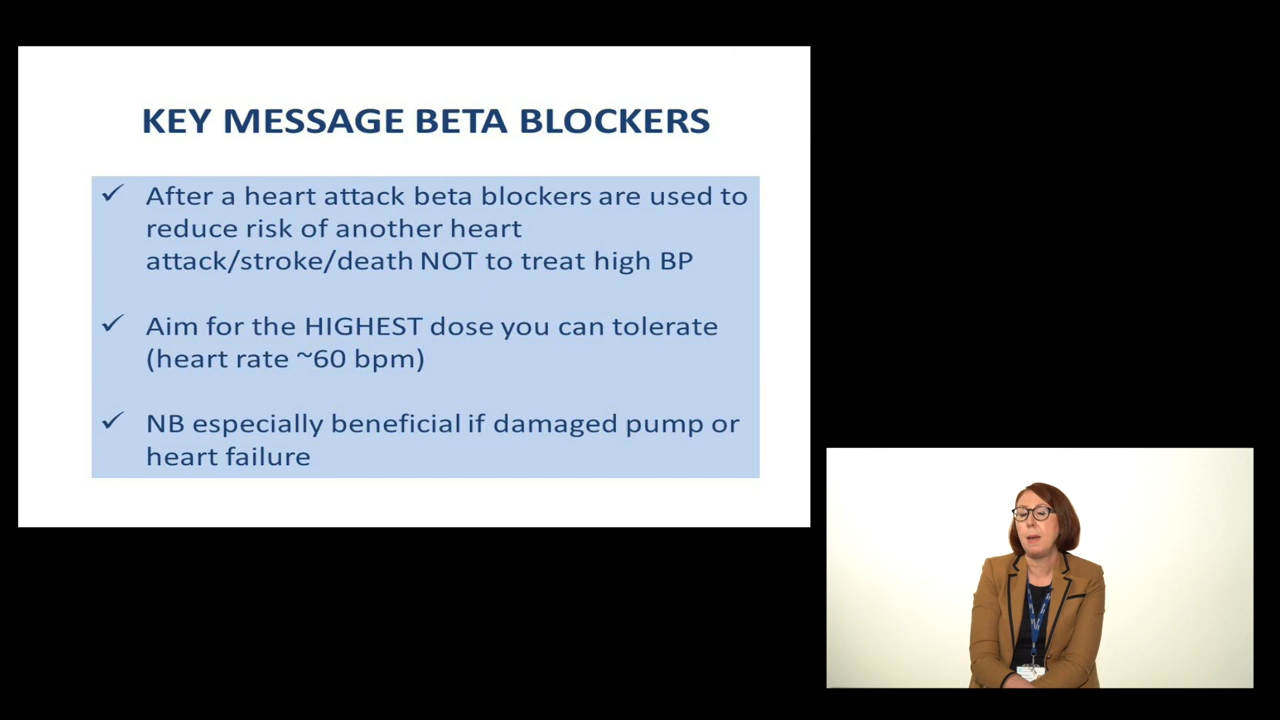 KEY MESSAGE BETA BLOCKERS
✓ After a heart attack beta blockers are used to
reduce risk of another heart
attack/stroke/death NOT to treat high BP
✓ Aim for the HIGHEST dose you can tolerate
(heart rate ~60 bpm)
✓ NB especially beneficial if damaged pump or
heart failure